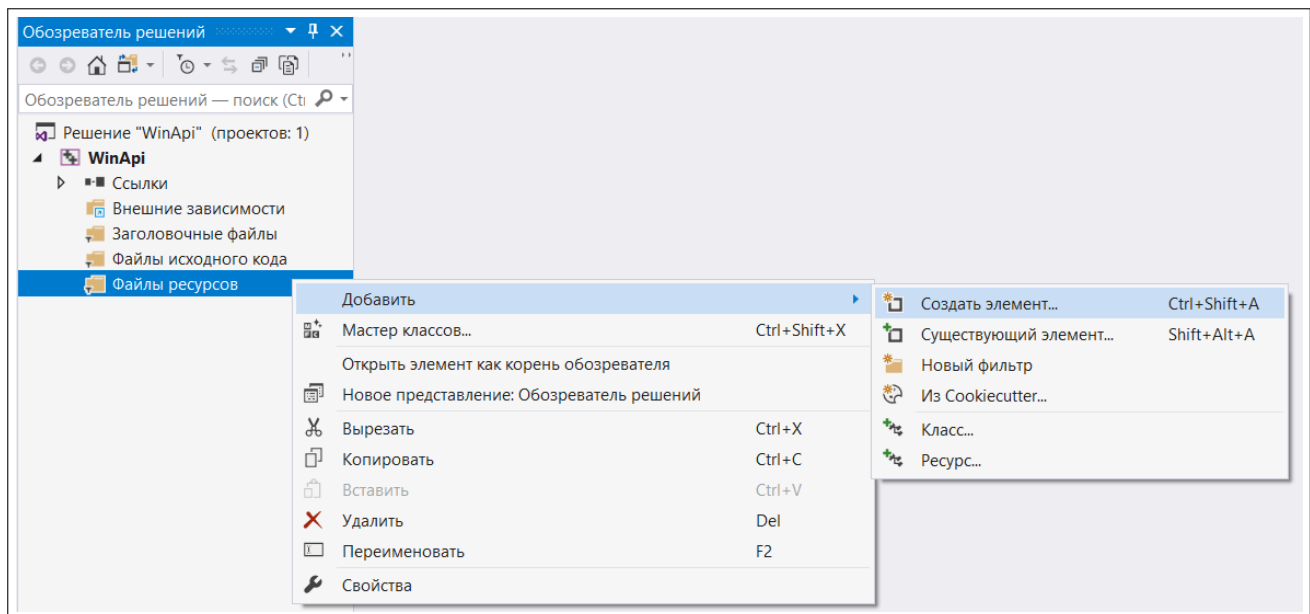 Обозреватель решений
Обозреватель решений — поиск (Ct
Решение "WinApi" (проектов: 1)
WinApi
Ссылки
Внешние зависимости
Заголовочные файлы
Файлы исходного кода
Файлы ресурсов
Добавить
Мастер классов... Ctrl+Shift+X
Открыть элемент как корень обозревателя
Новое представление: Обозреватель решений
Вырезать Ctrl+X
Копировать Ctrl+C
Вставить Ctrl+V
Удалить Del
Переименовать F2
Свойства
Создать элемент... Ctrl+Shift+A
Существующий элемент... Shift+Alt+A
Новый фильтр
Из Cookiecutter...
Класс...
Ресурс...